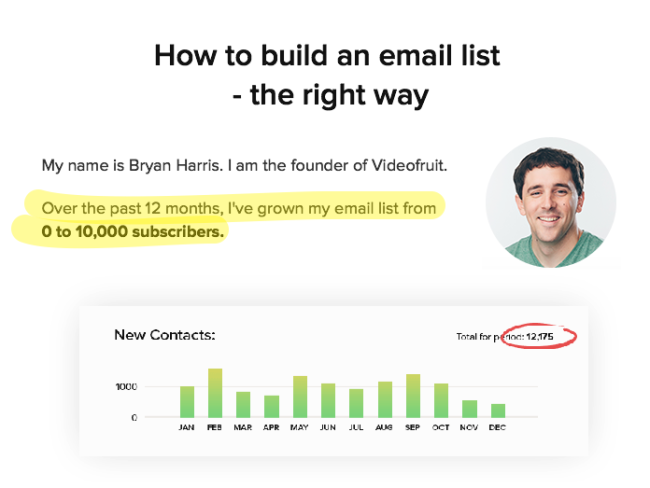 How to build an email list
- the right way
My name is Bryan Harris. I am the founder of Videofruit.
Over the past 12 months, I've grown my email list from
0 to 10,000 subscribers.
New Contacts:
Total for period: 12,175
1000
0
JAN FEB MAR APR MAY JUN JUL AUG SEP OCT NOV DEC